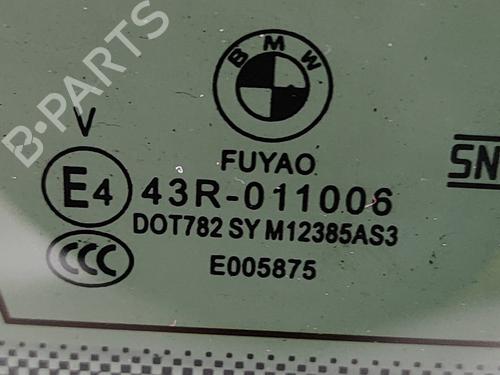 BMW
FUYAO
V
E4 43R-011006
SN
DOT782 SY M12385AS3
CCC
E005875
B-PARTS